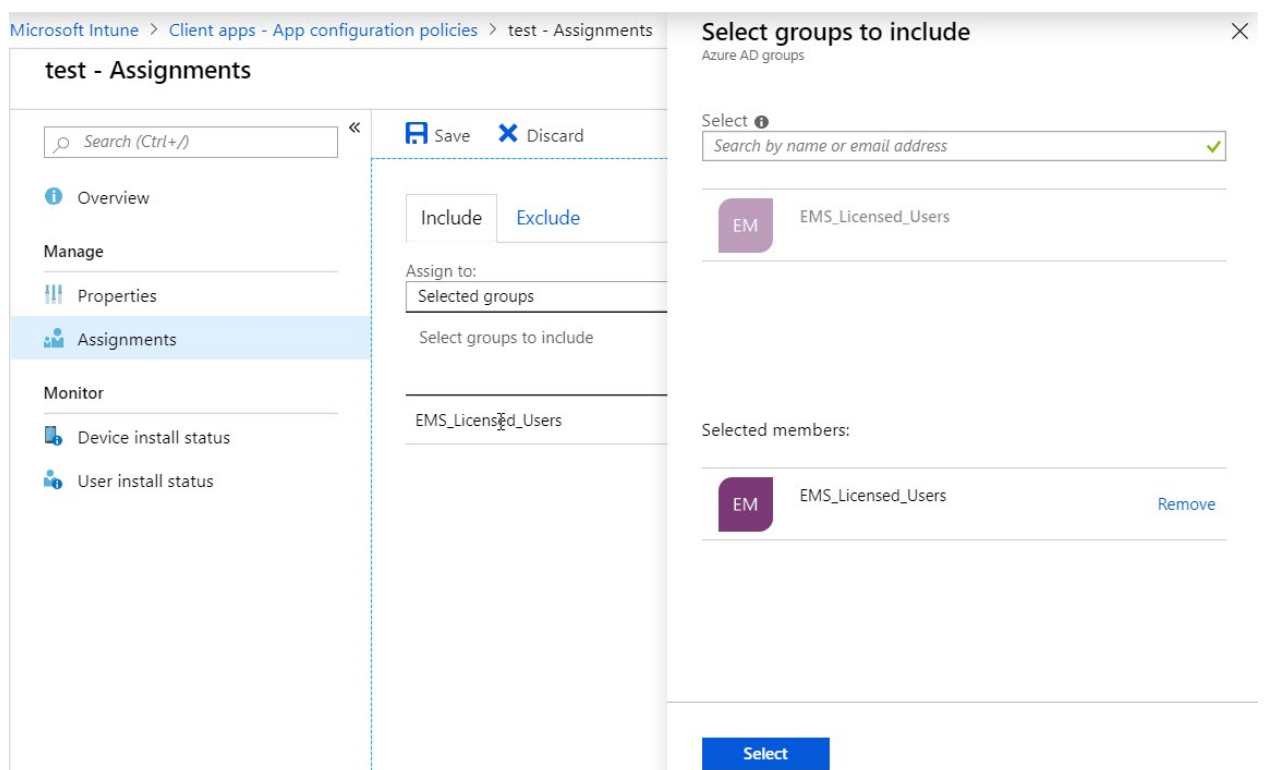 Microsoft Intune > Client apps - App configuration policies > test - Assignments
test - Assignments
Search (Ctrl+/)
«
Overview
Manage
Properties
Assignments
Monitor
Device install status
User install status
Save
Discard
Include
Exclude
Assign to:
Selected groups
Select groups to include
EMS_Licensed_Users
Select groups to include
Azure AD groups
Select
Search by name or email address
EM
EMS_Licensed_Users
Selected members:
EM
EMS_Licensed_Users
Remove
Select